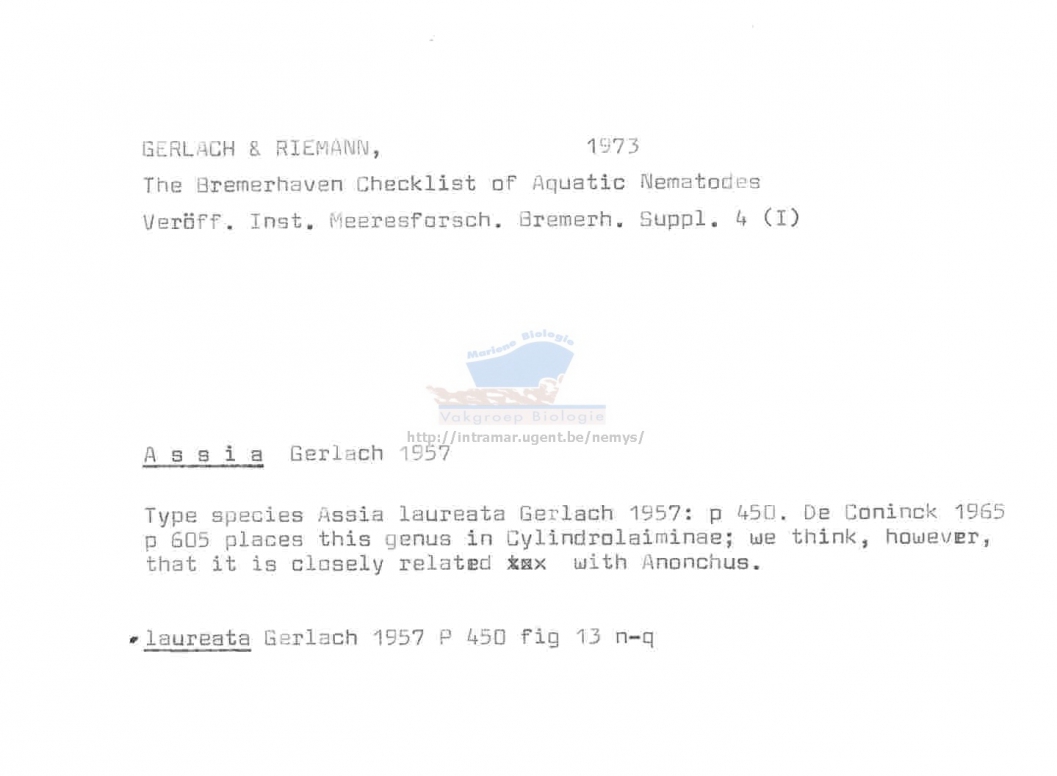 GERLACH & RIEMANN, 1973
The Bremerhaven Checklist of Aquatic Nematodes
Veröff. Inst. Meeresforsch. Bremerh. Suppl. 4 (I)
Marione Biologie
Vakgroep Biologie
http://intramar.ugent.be/nemys/
A s s i a Gerlach 1957
Type species Assia laureata Gerlach 1957: p 450. De Coninck 1965
p 605 places this genus in Cylindrolaiminae; we think, however,
that it is closely related with Anonchus.
laureata Gerlach 1957 P 450 fig 13 n-q